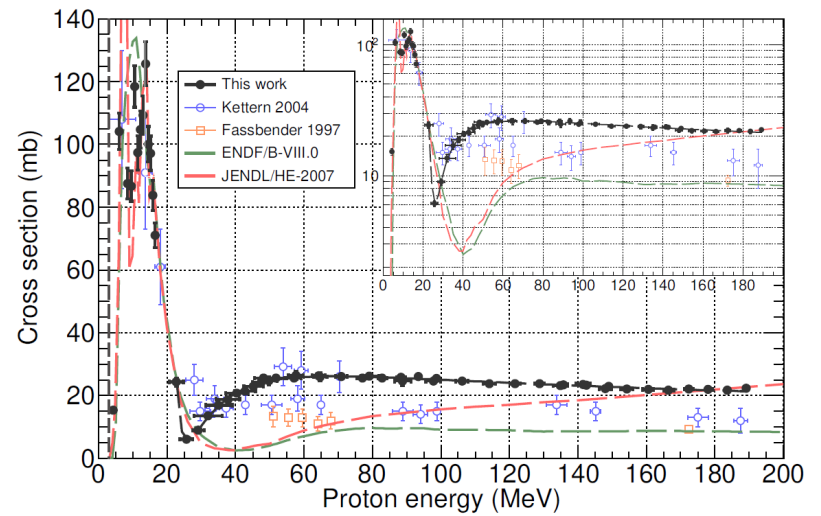 140
120
100
80
60
40
20
0
Cross section (mb)
This work
Kettern 2004
Fassbender 1997
ENDF/B-VIII.0
JENDL/HE-2007
10²
10
0 20 40 60 80 100 120 140 160 180
0 20 40 60 80 100 120 140 160 180 200
Proton energy (MeV)